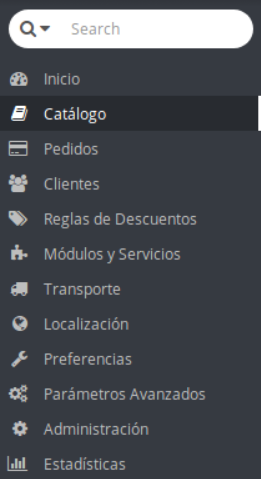 Search
Inicio
Catálogo
Pedidos
Clientes
Reglas de Descuentos
Módulos y Servicios
Transporte
Localización
Preferencias
Parámetros Avanzados
Administración
Estadísticas